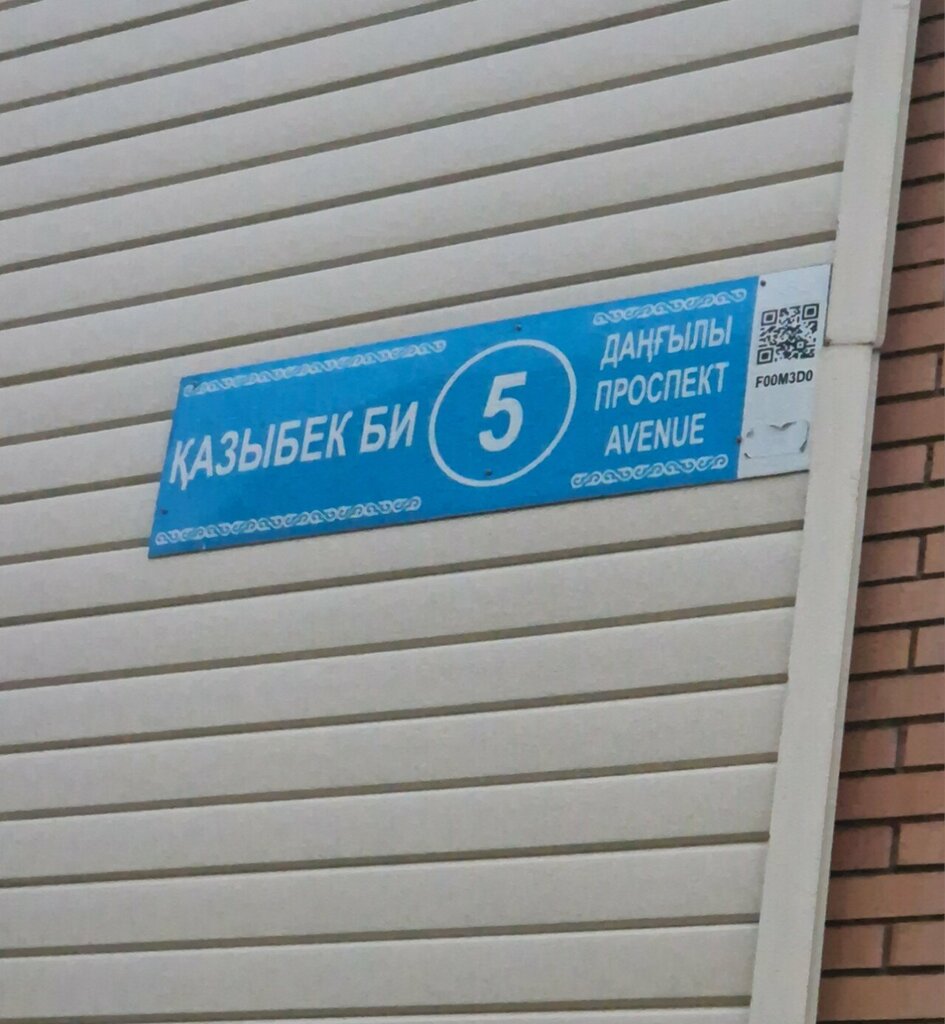 ҚАЗЫБЕК БИ
5
ДАҢҒЫЛЫ
ПРОСПЕКТ
AVENUE
F00M3D0